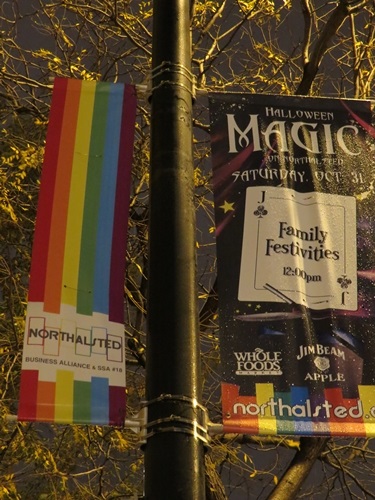 NORTHALSTED
BUSINESS ALLIANCE & SSA #18
HALLOWEEN
MAGIC
ON NORTHALSTED
SATURDAY, OCT. 31
J
Family
Festivities
12:00pm
J
WHOLE
FOODS
MARKET
JIM BEAM
APPLE
northalsted.c